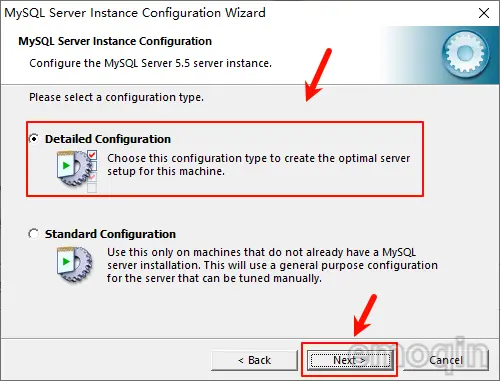 MySQL Server Instance Configuration Wizard
MySQL Server Instance Configuration
Configure the MySQL Server 5.5 server instance.
Please select a configuration type.
Detailed Configuration
Choose this configuration type to create the optimal server
setup for this machine.
Standard Configuration
Use this only on machines that do not already have a MySQL
server installation. This will use a general purpose configuration
for the server that can be tuned manually.
< Back
Next >
Cancel
emoqin